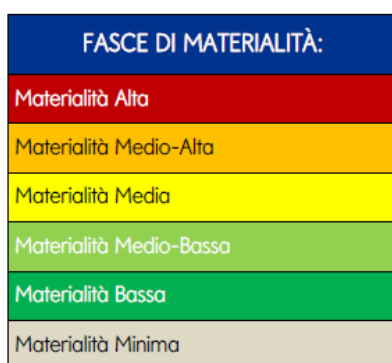 FASCE DI MATERIALITÀ:
Materialità Alta
Materialità Medio-Alta
Materialità Media
Materialità Medio-Bassa
Materialità Bassa
Materialità Minima